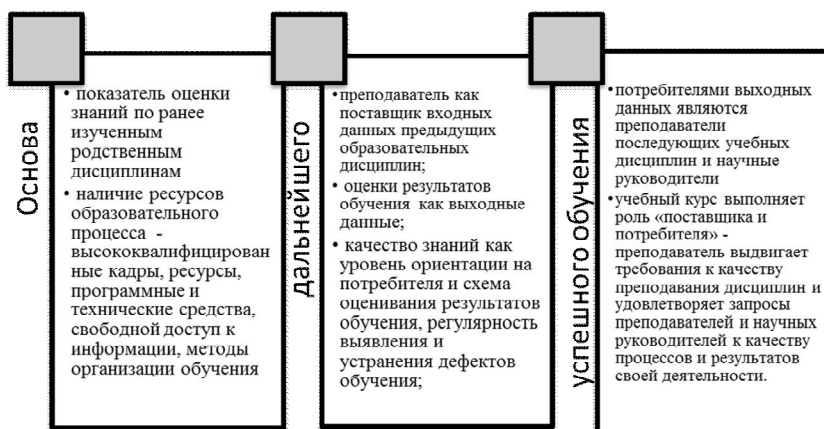 Основа
• показатель оценки
знаний по ранее
изученным
родственным
дисциплинам
• наличие ресурсов
образовательного
процесса -
высококвалифицирован
ные кадры, ресурсы,
программные и
технические средства,
свободной доступ к
информации, методы
организации обучения
дальнейшего
•преподаватель как
поставщик входных
данных предыдущих
образовательных
дисциплин;
• оценки результатов
обучения как выходные
данные;
• качество знаний как
уровень ориентации на
потребителя и схема
оценивания результатов
обучения, регулярность
выявления и
устранения дефектов
обучения;
успешного обучения
•потребителями выходных
данных являются
преподаватели
последующих учебных
дисциплин и научные
руководители
•учебный курс выполняет
роль «поставщика и
потребителя» -
преподаватель выдвигает
требования к качеству
преподавания дисциплин и
удовлетворяет запросы
преподавателей и научных
руководителей к качеству
процессов и результатов
своей деятельности.